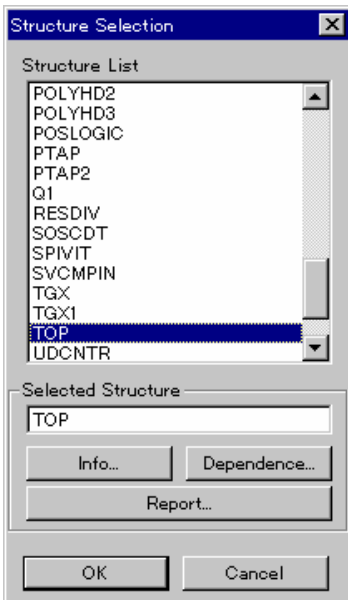 Structure Selection
Structure List
POLYHD2
POLYHD3
POSLOGIC
PTAP
PTAP2
Q1
RESDIV
SOSCDT
SPIVIT
SVCMPIN
TGX
TGX1
TOP
UDCNTR
Selected Structure
TOP
Info...
Dependence...
Report...
OK
Cancel